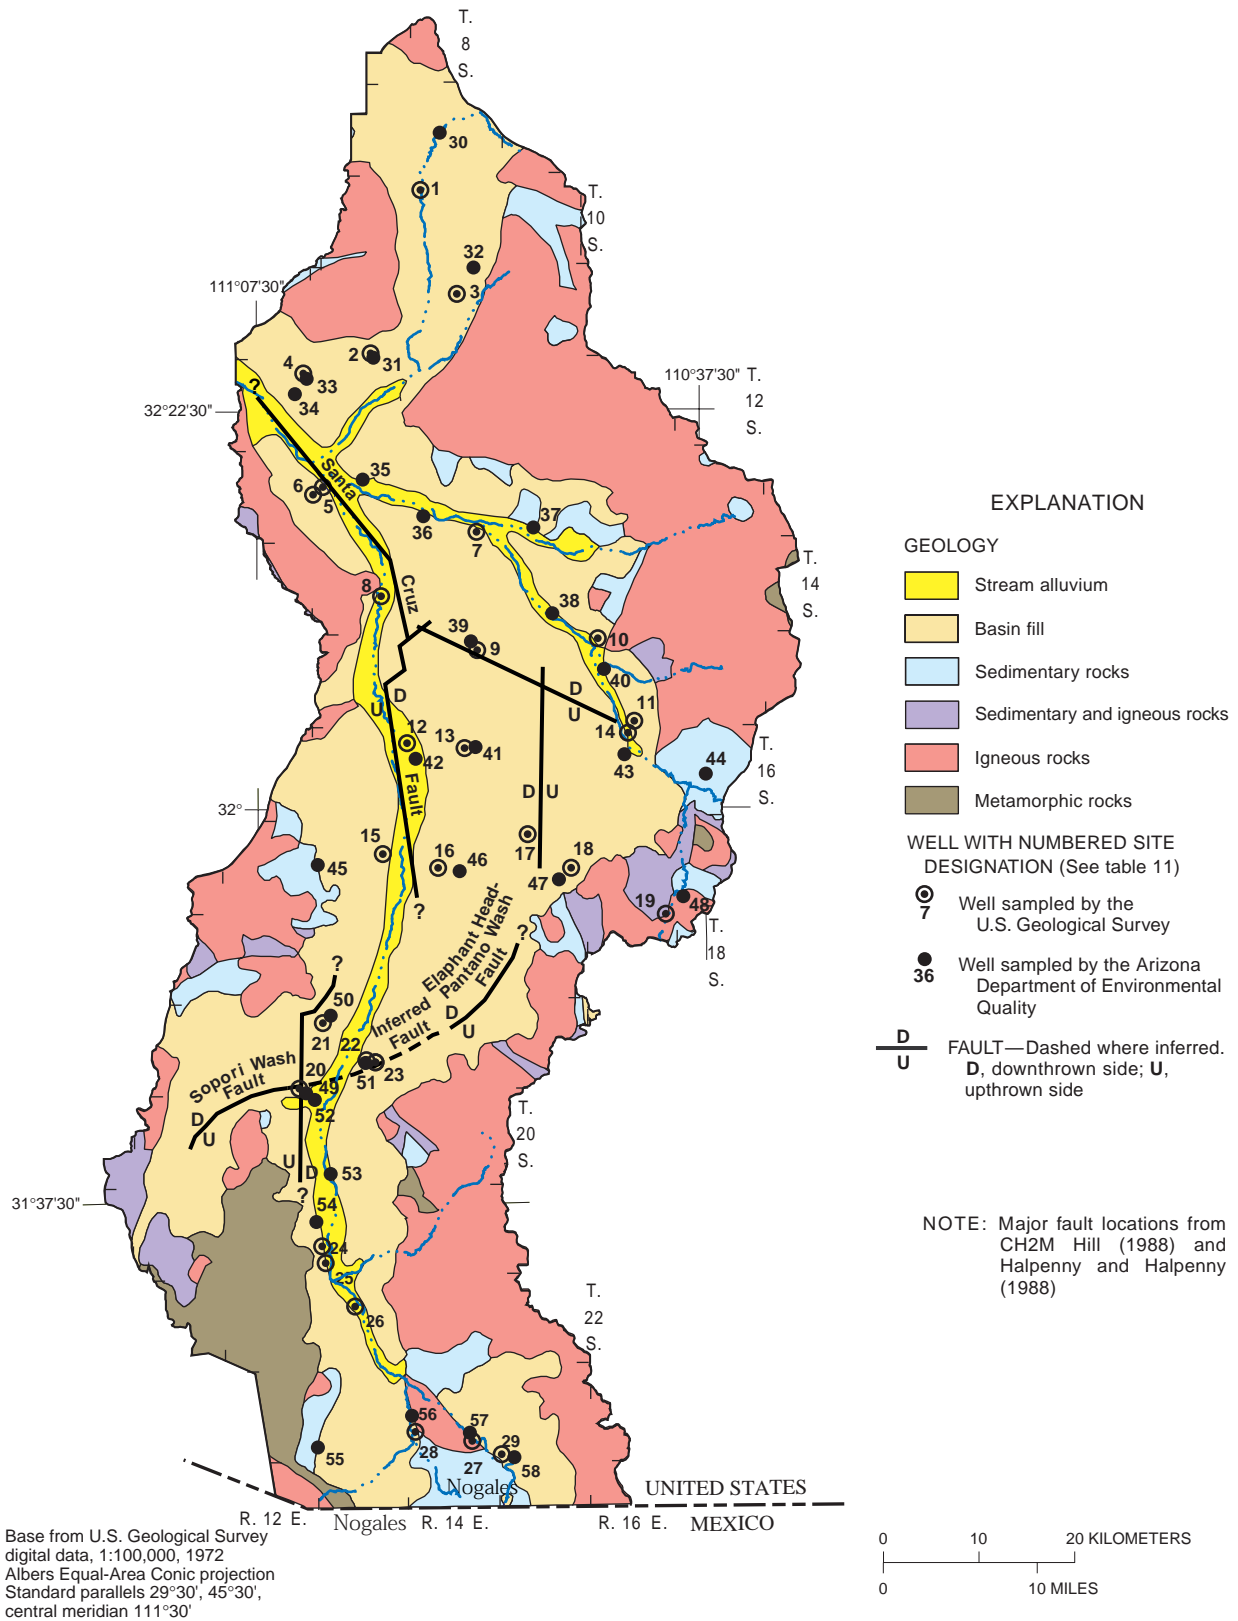 T.
8
S.
30
1
T.
10
S.
32
3
111°07'30"
2
31
4
33
34
?
110°37'30"
T.
12
S.
32°22'30"
Santa
35
6
5
36
7
37
T.
14
S.
8
Cruz
38
39
9
10
40
D
U
D
U
11
12
13
41
14
42
43
44
T.
16
S.
Fault
32°
D
U
15
16
46
17
18
45
47
19
48
?
T.
18
S.
Elephant Head-
Pantano Wash
Fault
?
?
50
21
Inferred
Fault
D
U
22
51
23
Sopori Wash
Fault
20
49
52
D
U
T.
20
S.
U
D
53
?
31°37'30"
54
24
25
26
T.
22
S.
56
28
57
27
29
58
55
Nogales
UNITED STATES
MEXICO
R. 12 E.
Nogales
R. 14 E.
R. 16 E.
EXPLANATION
GEOLOGY
Stream alluvium
Basin fill
Sedimentary rocks
Sedimentary and igneous rocks
Igneous rocks
Metamorphic rocks
WELL WITH NUMBERED SITE
DESIGNATION (See table 11)
7
Well sampled by the
U.S. Geological Survey
36
Well sampled by the Arizona
Department of Environmental
Quality
D
U
FAULT—Dashed where inferred.
D, downthrown side; U,
upthrown side
NOTE: Major fault locations from
CH2M Hill (1988) and
Halpenny and Halpenny
(1988)
Base from U.S. Geological Survey
digital data, 1:100,000, 1972
Albers Equal-Area Conic projection
Standard parallels 29°30', 45°30',
central meridian 111°30'
0 10 20 KILOMETERS
0 10 MILES